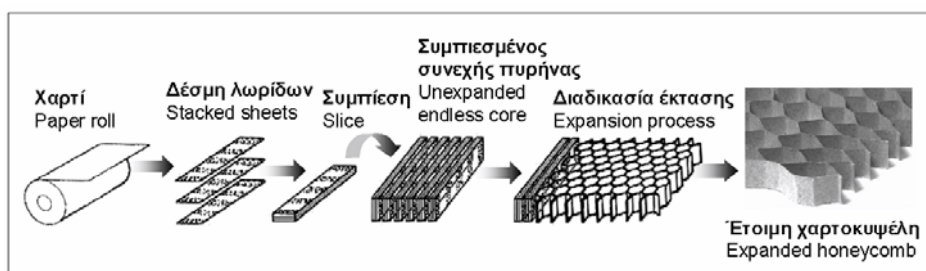 Χαρτί
Paper roll
Δέσμη λωρίδων
Stacked sheets
Συμπίεση
Slice
Συμπιεσμένος
συνεχής πυρήνας
Unexpanded
endless core
Διαδικασία έκτασης
Expansion process
Έτοιμη χαρτοκυψέλη
Expanded honeycomb